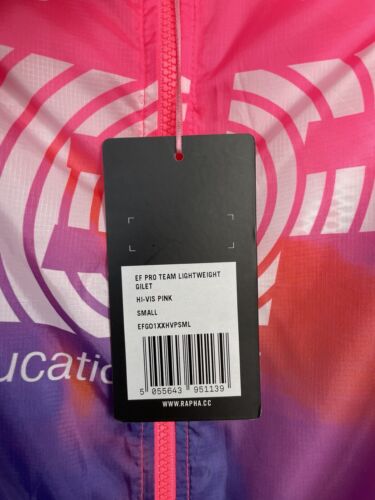 EF PRO TEAM LIGHTWEIGHT
GILET
HI-VIS PINK
SMALL
EFG01XXHVPSML
5 055643 951139
WWW.RAPHA.CC
ucatio